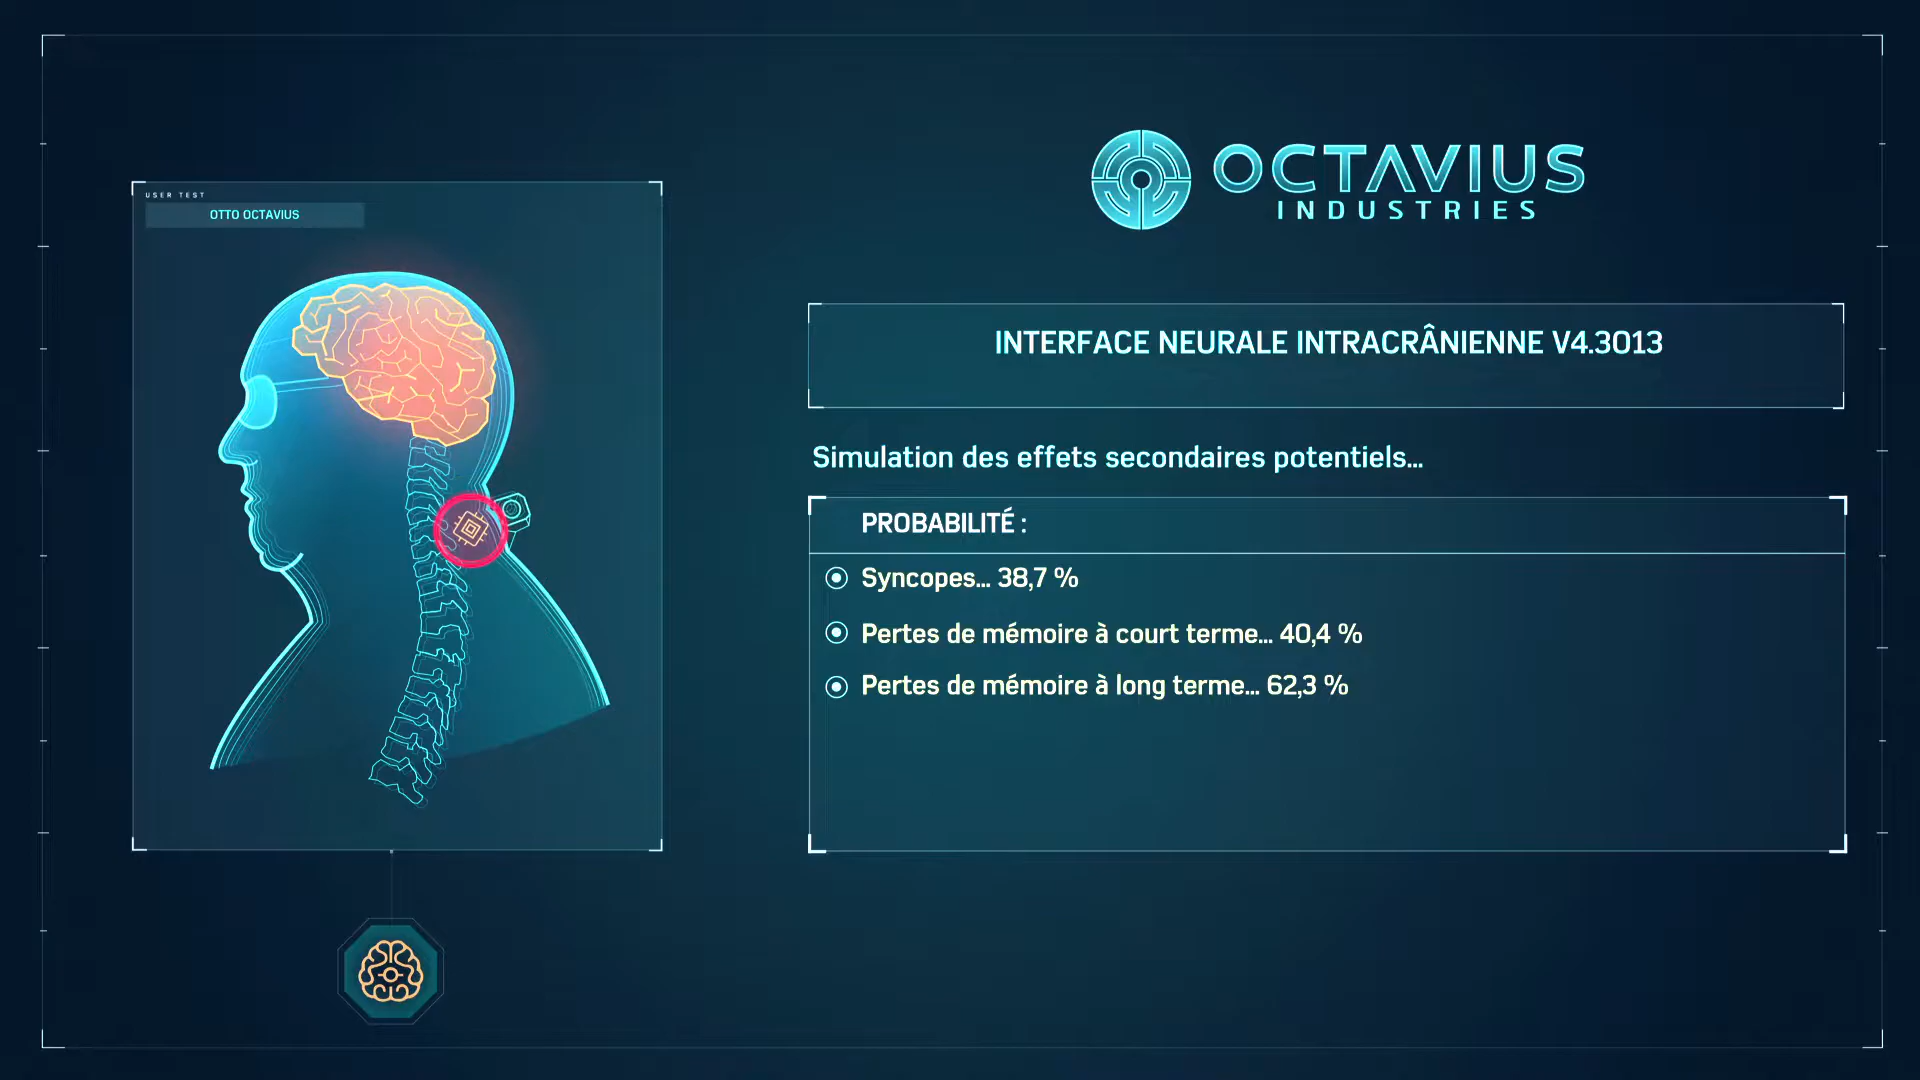 USER TEST
OTTO OCTAVIUS
OCTAVIUS
INDUSTRIES
INTERFACE NEURALE INTRACRÂNIENNE V4.3013
Simulation des effets secondaires potentiels...
PROBABILITÉ :
Syncopes... 38,7 %
Pertes de mémoire à court terme... 40,4 %
Pertes de mémoire à long terme... 62,3 %